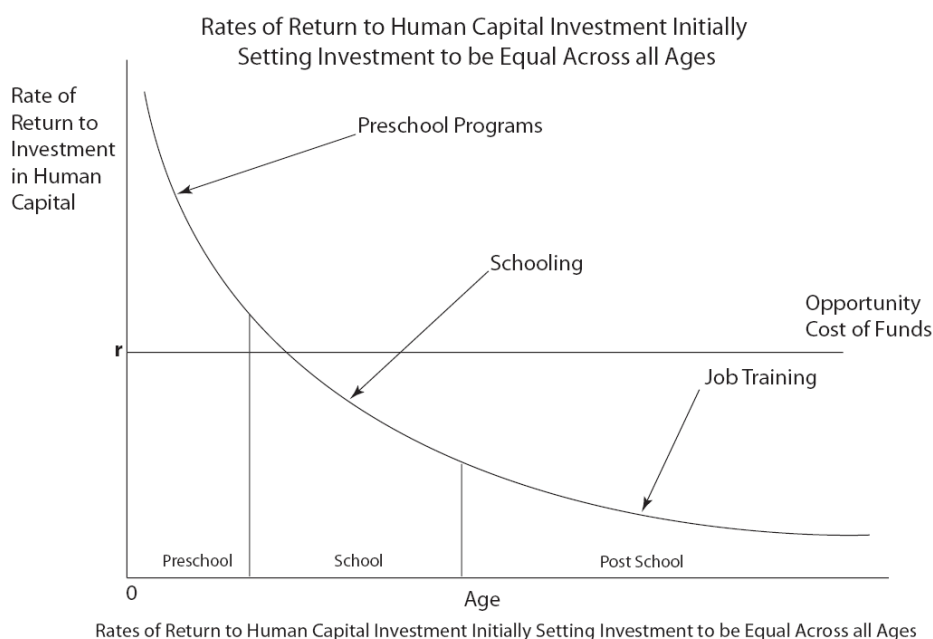 Rates of Return to Human Capital Investment Initially
Setting Investment to be Equal Across all Ages
Rate of
Return to
Investment
in Human
Capital
Preschool Programs
Schooling
Opportunity
Cost of Funds
r
Job Training
Preschool
School
Post School
0
Age
Rates of Return to Human Capital Investment Initially Setting Investment to be Equal Across all Ages